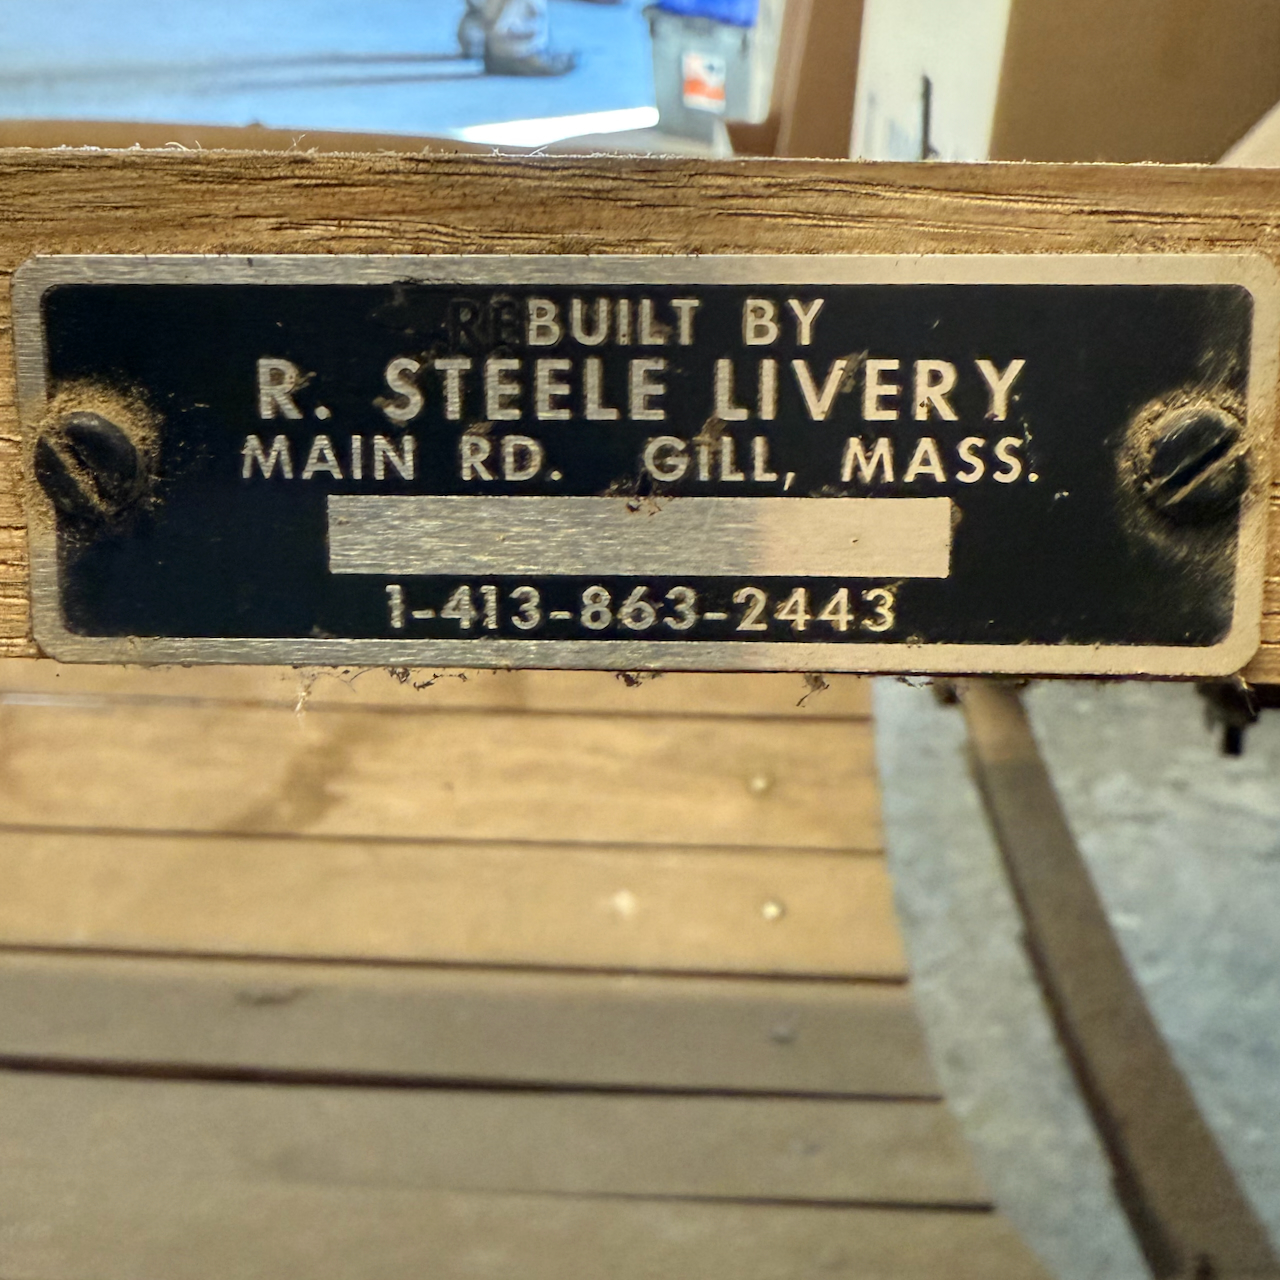 REBUILT BY
R. STEELE LIVERY
MAIN RD. GILL, MASS.
1-413-863-2443